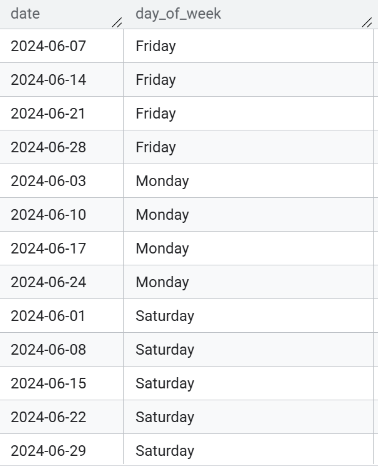 date day_of_week
2024-06-07 Friday
2024-06-14 Friday
2024-06-21 Friday
2024-06-28 Friday
2024-06-03 Monday
2024-06-10 Monday
2024-06-17 Monday
2024-06-24 Monday
2024-06-01 Saturday
2024-06-08 Saturday
2024-06-15 Saturday
2024-06-22 Saturday
2024-06-29 Saturday